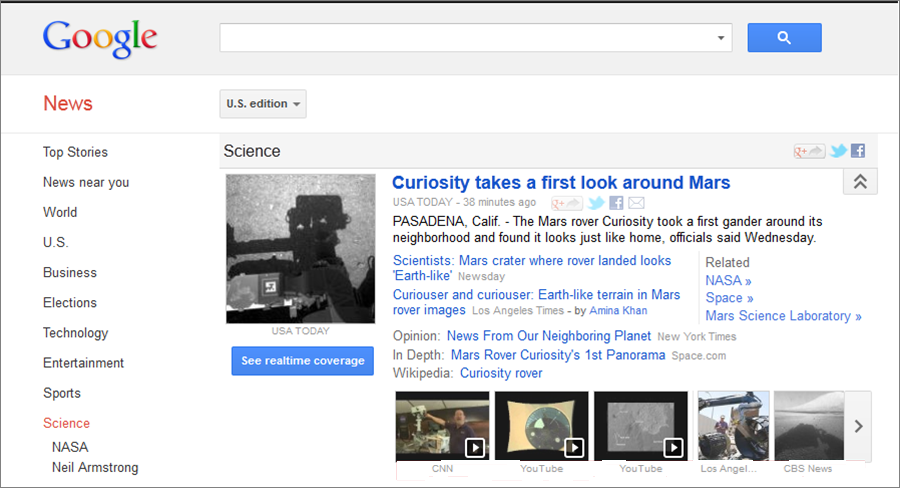 Google
News
U.S. edition
Top Stories
News near you
World
U.S.
Business
Elections
Technology
Entertainment
Sports
Science
NASA
Neil Armstrong
Science
g+
Curiosity takes a first look around Mars
USA TODAY - 38 minutes ago g+
PASADENA, Calif. - The Mars rover Curiosity took a first gander around its
neighborhood and found it looks just like home, officials said Wednesday.
USA TODAY
See realtime coverage
Scientists: Mars crater where rover landed looks
'Earth-like' Newsday
Curiouser and curiouser: Earth-like terrain in Mars
rover images Los Angeles Times - by Amina Khan
Related
NASA »
Space »
Mars Science Laboratory »
Opinion: News From Our Neighboring Planet New York Times
In Depth: Mars Rover Curiosity's 1st Panorama Space.com
Wikipedia: Curiosity rover
CNN
YouTube
YouTube
Los Angel...
CBS News